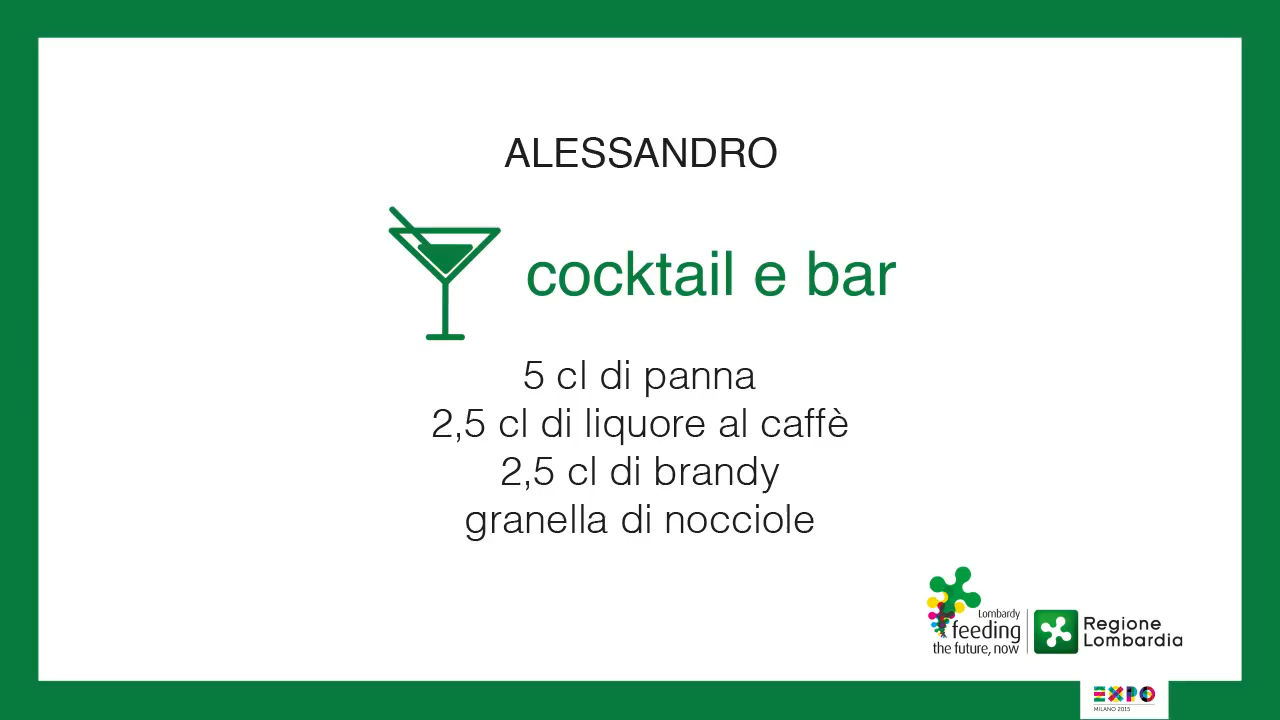 ALESSANDRO
cocktail e bar
5 cl di panna
2,5 cl di liquore al caffè
2,5 cl di brandy
granella di nocciole
Lombardy
feeding
the future, now
Regione
Lombardia
EXPO
MILANO 2015